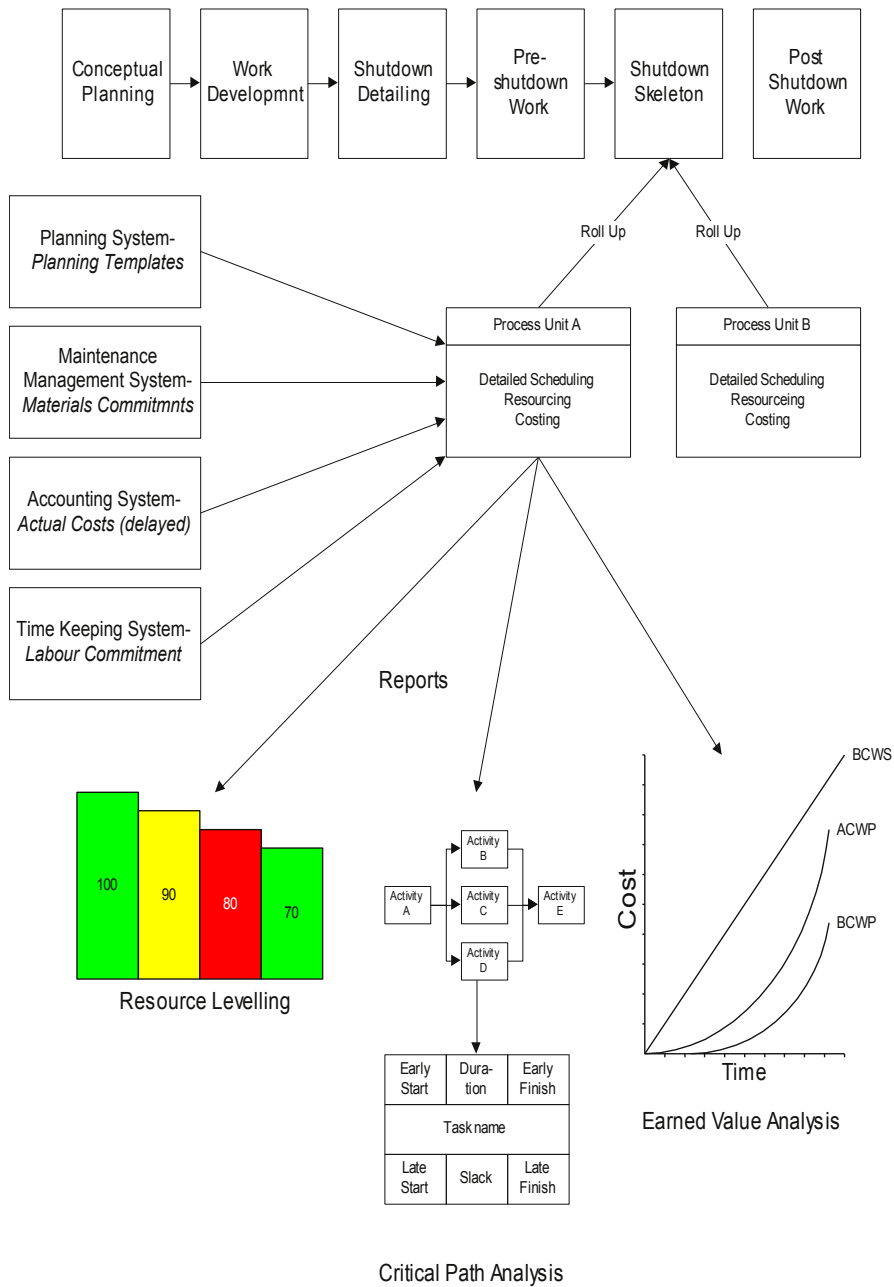 Conceptual
Planning
Work
Developmnt
Shutdown
Detailing
Pre-
shutdown
Work
Shutdown
Skeleton
Post
Shutdown
Work
Planning System-
Planning Templates
Maintenance
Management System-
Materials Commitmnts
Accounting System-
Actual Costs (delayed)
Time Keeping System-
Labour Commitment
Roll Up
Roll Up
Process Unit A
Detailed Scheduling
Resourcing
Costing
Process Unit B
Detailed Scheduling
Resourceing
Costing
Reports
100
90
80
70
Resource Levelling
Activity
A
Activity
B
Activity
C
Activity
D
Activity
E
Early
Start
Dura-
tion
Early
Finish
Task name
Late
Start
Slack
Late
Finish
Critical Path Analysis
BCWS
ACWP
BCWP
Cost
Time
Earned Value Analysis